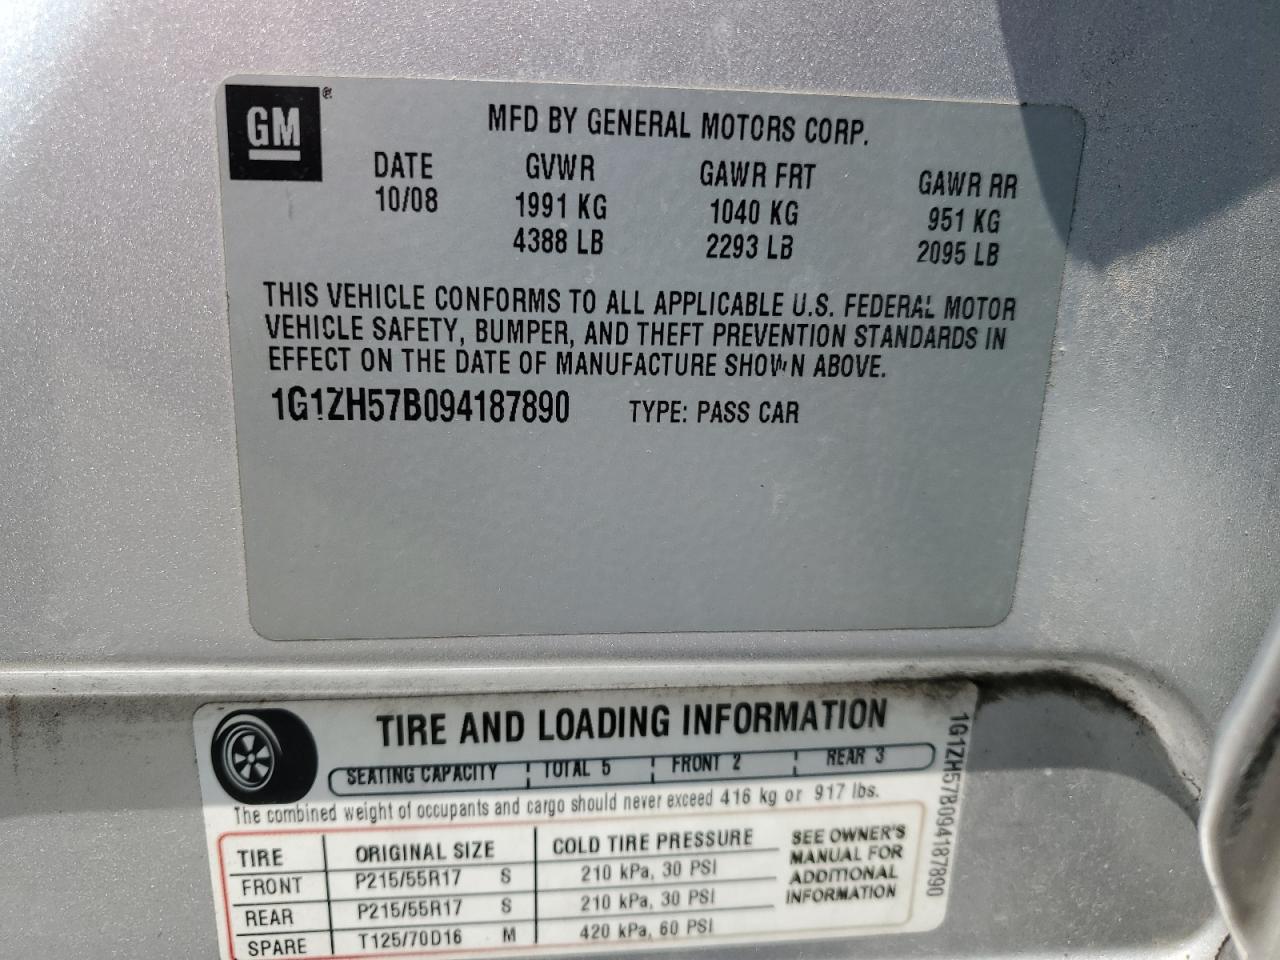 GM ®
MFD BY GENERAL MOTORS CORP.
DATE GVWR GAWR FRT GAWR RR
10/08 1991 KG 1040 KG 951 KG
4388 LB 2293 LB 2095 LB
THIS VEHICLE CONFORMS TO ALL APPLICABLE U.S. FEDERAL MOTOR
VEHICLE SAFETY, BUMPER, AND THEFT PREVENTION STANDARDS IN
EFFECT ON THE DATE OF MANUFACTURE SHOWN ABOVE.
1G1ZH57B094187890 TYPE: PASS CAR
TIRE AND LOADING INFORMATION
SEATING CAPACITY TOTAL 5 FRONT 2 REAR 3
The combined weight of occupants and cargo should never exceed 416 kg or 917 lbs.
TIRE ORIGINAL SIZE COLD TIRE PRESSURE
FRONT P215/55R17 S 210 kPa, 30 PSI
REAR P215/55R17 S 210 kPa, 30 PSI
SPARE T125/70D16 M 420 kPa, 60 PSI
SEE OWNER'S
MANUAL FOR
ADDITIONAL
INFORMATION
1G1ZH57B094187890